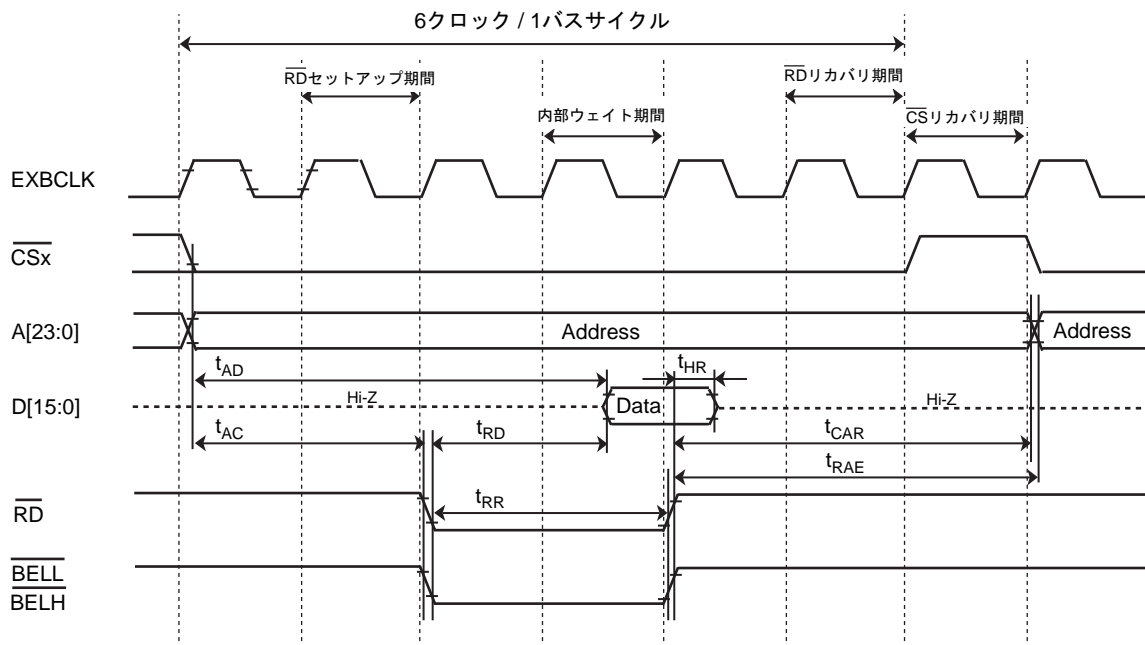 6クロック / 1バスサイクル
RDセットアップ期間
RDリカバリ期間
内部ウェイト期間
CSリカバリ期間
EXBCLK
CSx
A[23:0]
Address
Address
tAD
tHR
D[15:0]
Hi-Z
Data
Hi-Z
tAC
tRD
tCAR
tRAE
RD
tRR
BELL
BELH